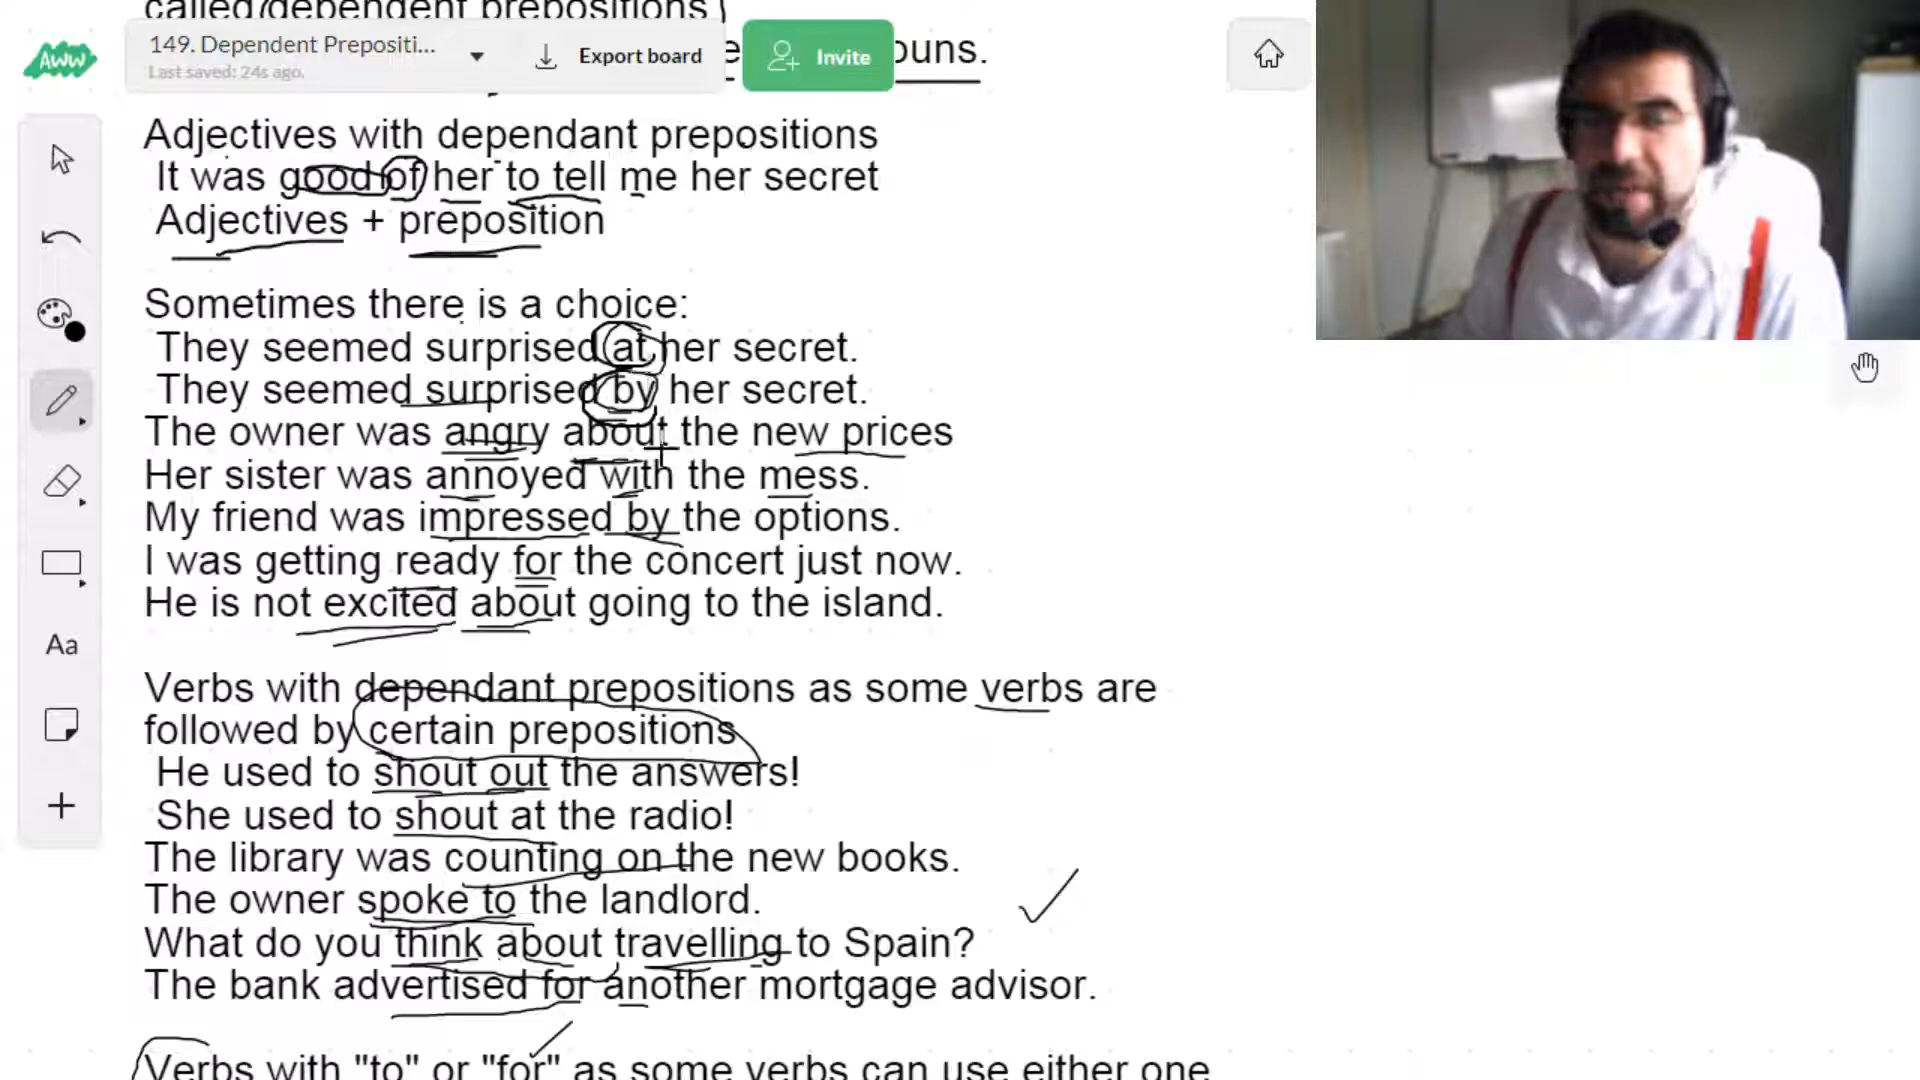 called dependent prepositions
AWW
149. Dependent Prepositi...
Last saved: 24s ago.
Export board
Invite
ouns.
Adjectives with dependant prepositions
It was good of her to tell me her secret
Adjectives + preposition
Sometimes there is a choice:
They seemed surprised at her secret.
They seemed surprised by her secret.
The owner was angry about the new prices
Her sister was annoyed with the mess.
My friend was impressed by the options.
I was getting ready for the concert just now.
He is not excited about going to the island.
Aa
Verbs with dependant prepositions as some verbs are
followed by certain prepositions
He used to shout out the answers!
She used to shout at the radio!
The library was counting on the new books.
The owner spoke to the landlord.
What do you think about travelling to Spain?
The bank advertised for another mortgage advisor.
Verbs with "to" or "for" as some verbs can use either one